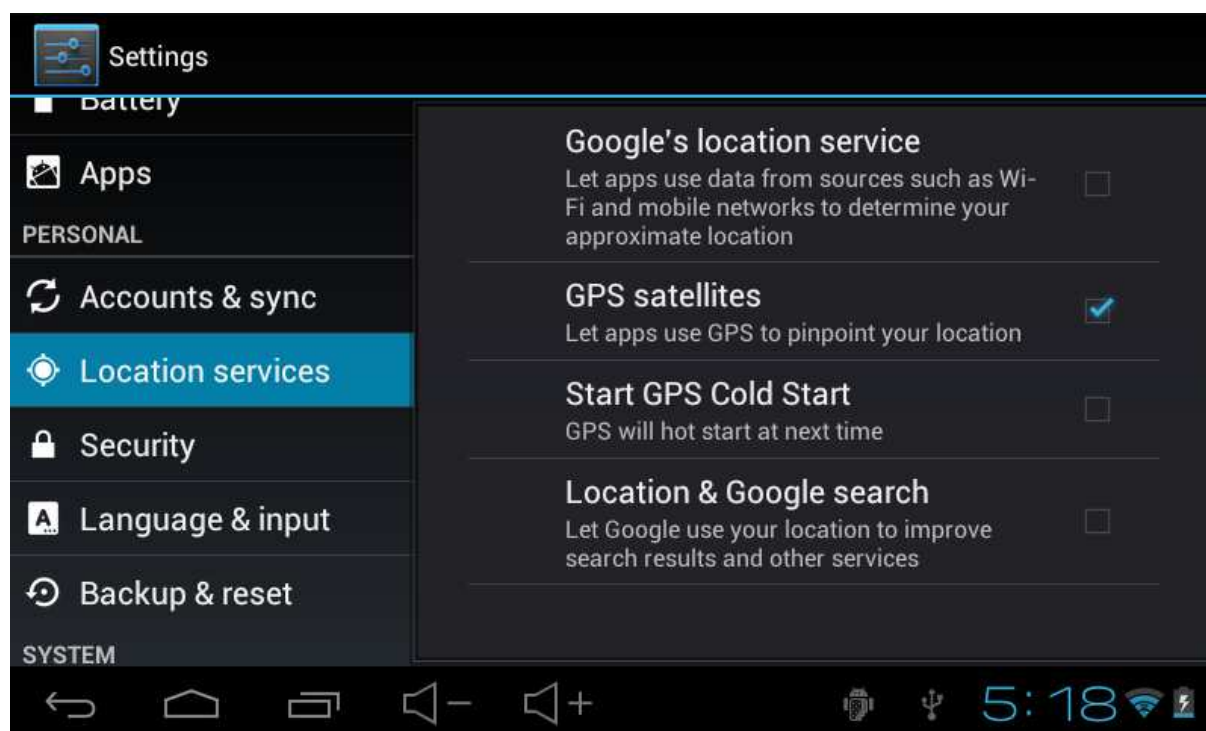 Settings
Battery
Apps
PERSONAL
Accounts & sync
Location services
Security
Language & input
Backup & reset
SYSTEM
Google's location service
Let apps use data from sources such as Wi-
Fi and mobile networks to determine your
approximate location
GPS satellites
Let apps use GPS to pinpoint your location
Start GPS Cold Start
GPS will hot start at next time
Location & Google search
Let Google use your location to improve
search results and other services
5:18